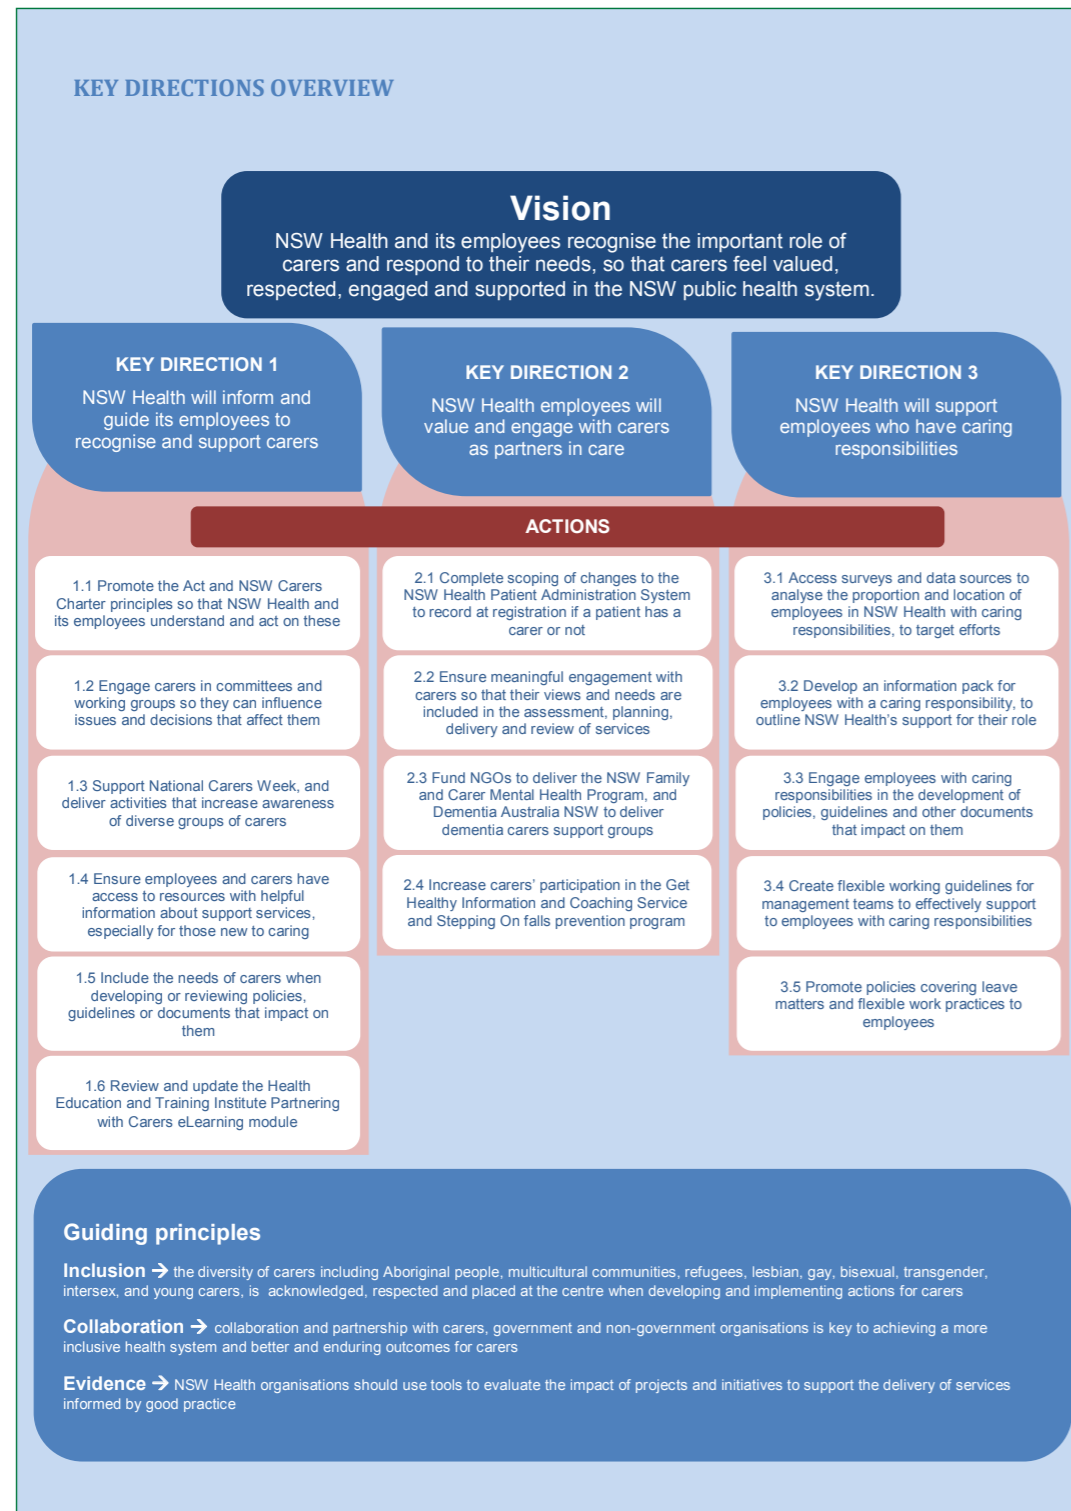 KEY DIRECTIONS OVERVIEW
Vision
NSW Health and its employees recognise the important role of
carers and respond to their needs, so that carers feel valued,
respected, engaged and supported in the NSW public health system.
KEY DIRECTION 1
NSW Health will inform and
guide its employees to
recognise and support carers
KEY DIRECTION 2
NSW Health employees will
value and engage with carers
as partners in care
KEY DIRECTION 3
NSW Health will support
employees who have caring
responsibilities
ACTIONS
1.1 Promote the Act and NSW Carers
Charter principles so that NSW Health and
its employees understand and act on these
1.2 Engage carers in committees and
working groups so they can influence
issues and decisions that affect them
1.3 Support National Carers Week, and
deliver activities that increase awareness
of diverse groups of carers
1.4 Ensure employees and carers have
access to resources with helpful
information about support services,
especially for those new to caring
1.5 Include the needs of carers when
developing or reviewing policies,
guidelines or documents that impact on
them
1.6 Review and update the Health
Education and Training Institute Partnering
with Carers eLearning module
2.1 Complete scoping of changes to the
NSW Health Patient Administration System
to record at registration if a patient has a
carer or not
2.2 Ensure meaningful engagement with
carers so that their views and needs are
included in the assessment, planning,
delivery and review of services
2.3 Fund NGOs to deliver the NSW Family
and Carer Mental Health Program, and
Dementia Australia NSW to deliver
dementia carers support groups
2.4 Increase carers' participation in the Get
Healthy Information and Coaching Service
and Stepping On falls prevention program
3.1 Access surveys and data sources to
analyse the proportion and location of
employees in NSW Health with caring
responsibilities, to target efforts
3.2 Develop an information pack for
employees with a caring responsibility, to
outline NSW Health's support for their role
3.3 Engage employees with caring
responsibilities in the development of
policies, guidelines and other documents
that impact on them
3.4 Create flexible working guidelines for
management teams to effectively support
to employees with caring responsibilities
3.5 Promote policies covering leave
matters and flexible work practices to
employees
Guiding principles
Inclusion → the diversity of carers including Aboriginal people, multicultural communities, refugees, lesbian, gay, bisexual, transgender,
intersex, and young carers, is acknowledged, respected and placed at the centre when developing and implementing actions for carers
Collaboration → collaboration and partnership with carers, government and non-government organisations is key to achieving a more
inclusive health system and better and enduring outcomes for carers
Evidence → NSW Health organisations should use tools to evaluate the impact of projects and initiatives to support the delivery of services
informed by good practice